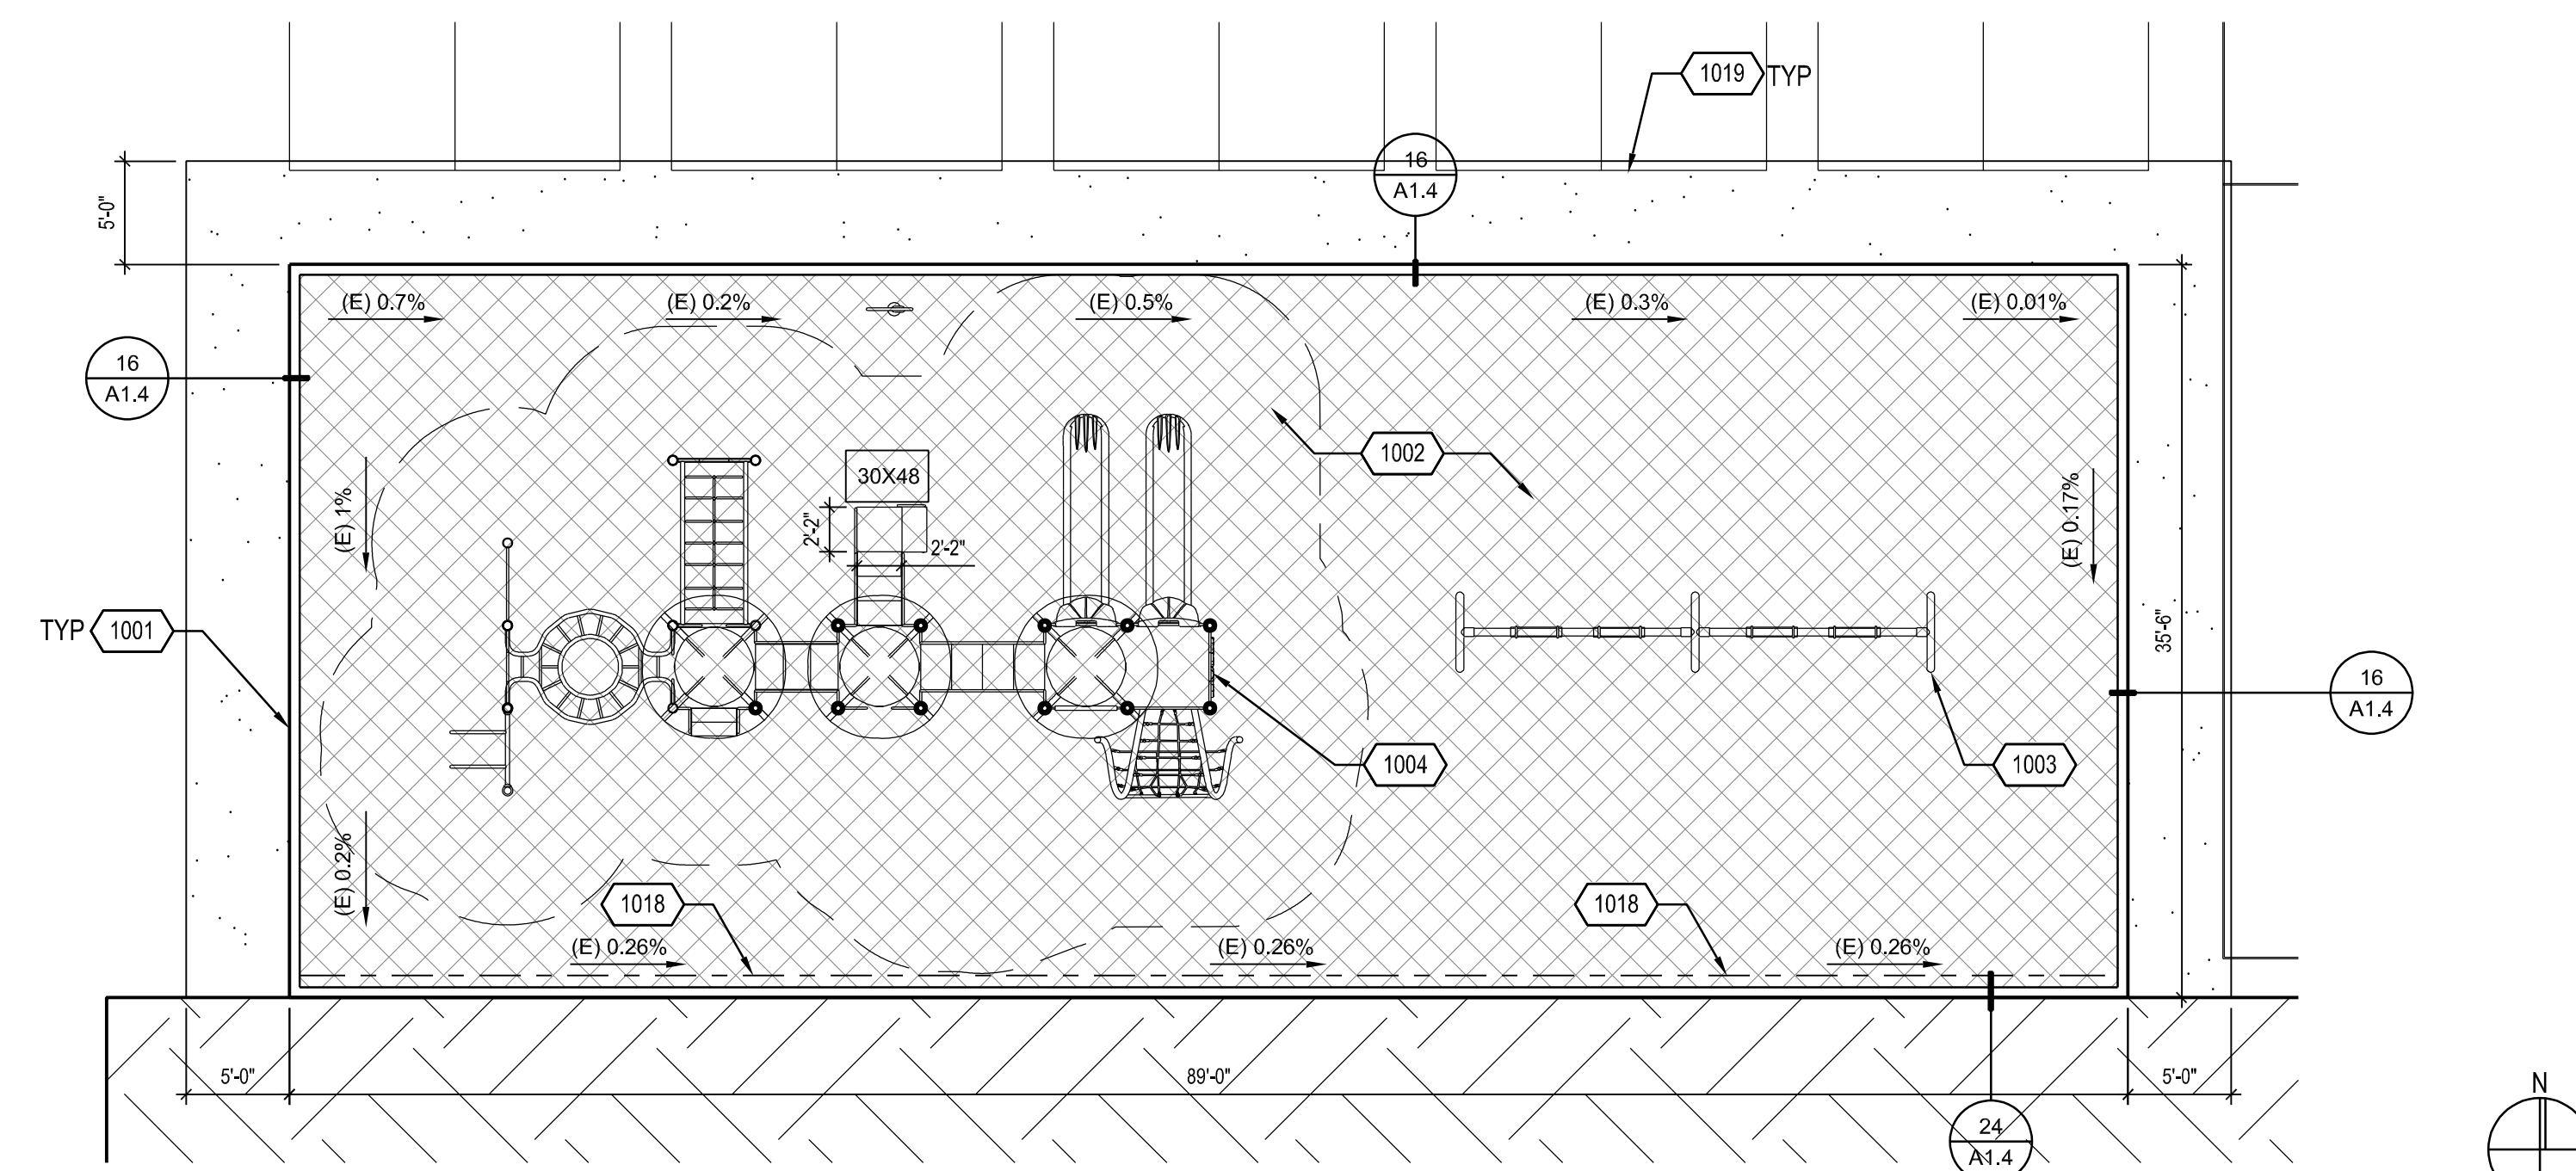 1019 TYP
16
A1.4
5'-0"
(E) 0.7%
(E) 0.2%
(E) 0.5%
(E) 0.3%
(E) 0.01%
16
A1.4
1002
30X48
(E) 1%
2'-2"
2'-2"
(E) 0.17%
TYP 1001
35'-6"
16
A1.4
1004
1003
(E) 0.2%
1018
1018
(E) 0.26%
(E) 0.26%
(E) 0.26%
5'-0"
89'-0"
5'-0"
N
24
A1.4